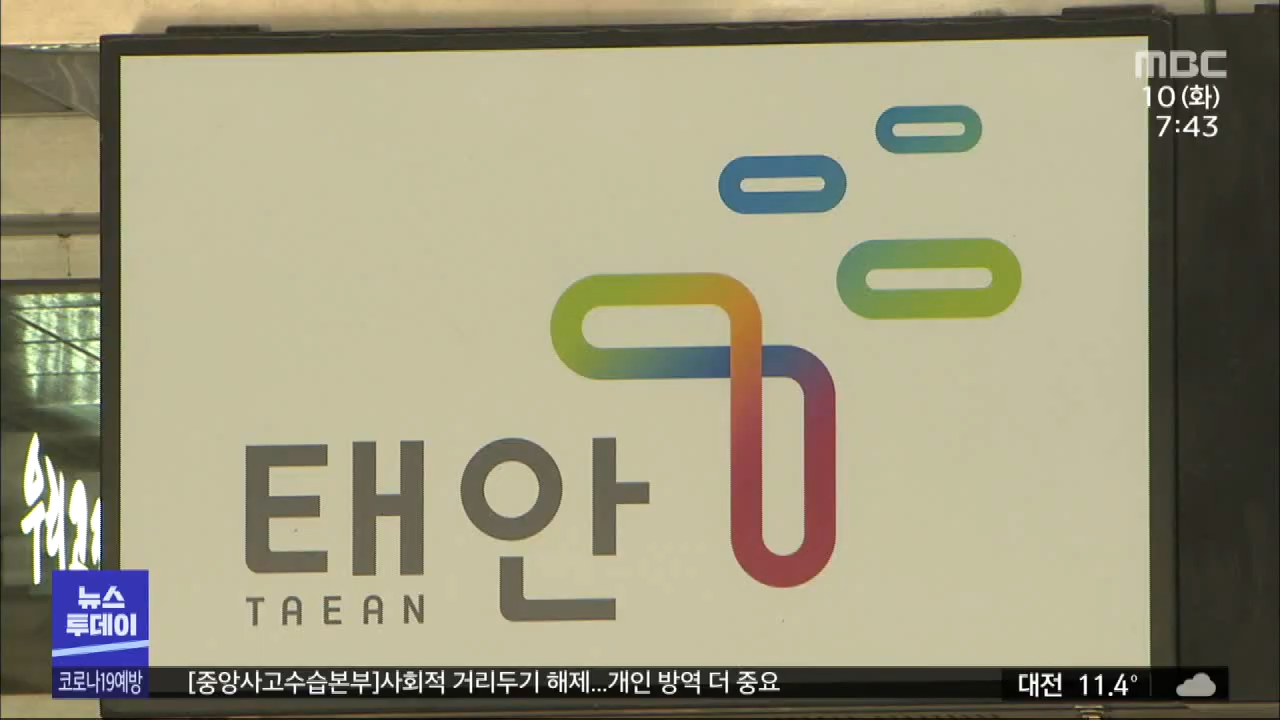 MBC
10(화)
7:43
태안
TAEAN
뉴스
투데이
코로나19예방
[중앙사고수습본부]사회적 거리두기 해제...개인 방역 더 중요
대전 11.4°